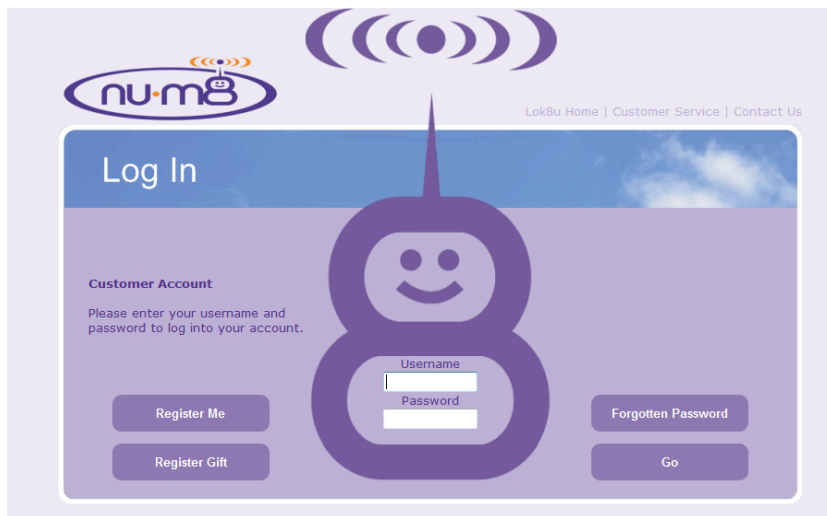 nu·m8
Lok8u Home | Customer Service | Contact Us
Log In
Customer Account
Please enter your username and
password to log into your account.
Username
Password
Register Me
Forgotten Password
Register Gift
Go